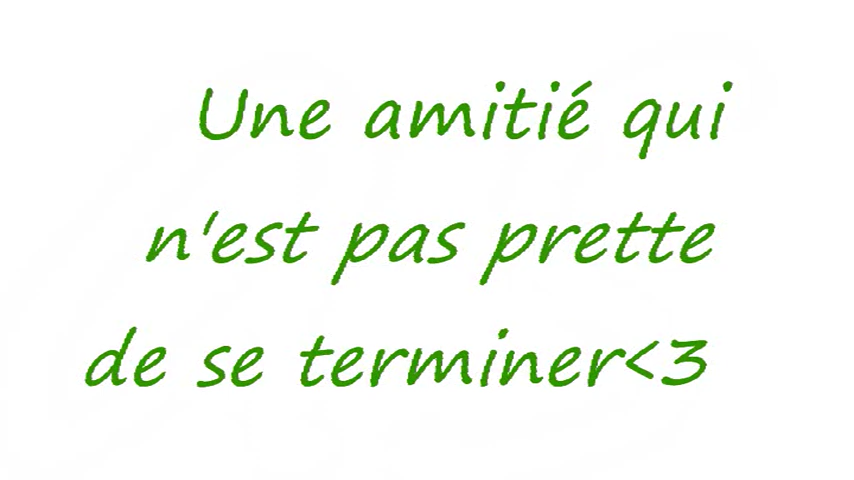 Une amitié qui
n'est pas prette
de se terminer<3